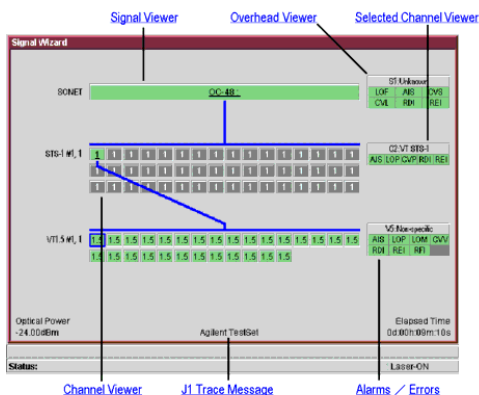 Signal Viewer Overhead Viewer Selected Channel Viewer
Signal Wizard
S1:Unknown
SONET OC-48 : LOF AIS CVS
CVL RDI REI
C2:VT STS-1
STS-1 #1, 1 1 1 1 1 1 1 1 1 1 1 1 1 1 1 1 1 AIS LOP CVP RDI REI
1 1 1 1 1 1 1 1 1 1 1 1 1 1 1 1
1 1 1 1 1 1 1 1 1 1 1 1 1 1 1 1
V5:Non-specific
VT1.5 #1, 1 1.5 1.5 1.5 1.5 1.5 1.5 1.5 1.5 1.5 1.5 1.5 1.5 1.5 1.5 1.5 1.5 AIS LOP LOM CVV
1.5 1.5 1.5 1.5 1.5 1.5 1.5 1.5 1.5 1.5 1.5 1.5 RDI REI RFI
Optical Power Elapsed Time
-24.00dBm Agilent TestSet 0d:00h:09m:10s
Status: Laser-ON
Channel Viewer J1 Trace Message Alarms / Errors